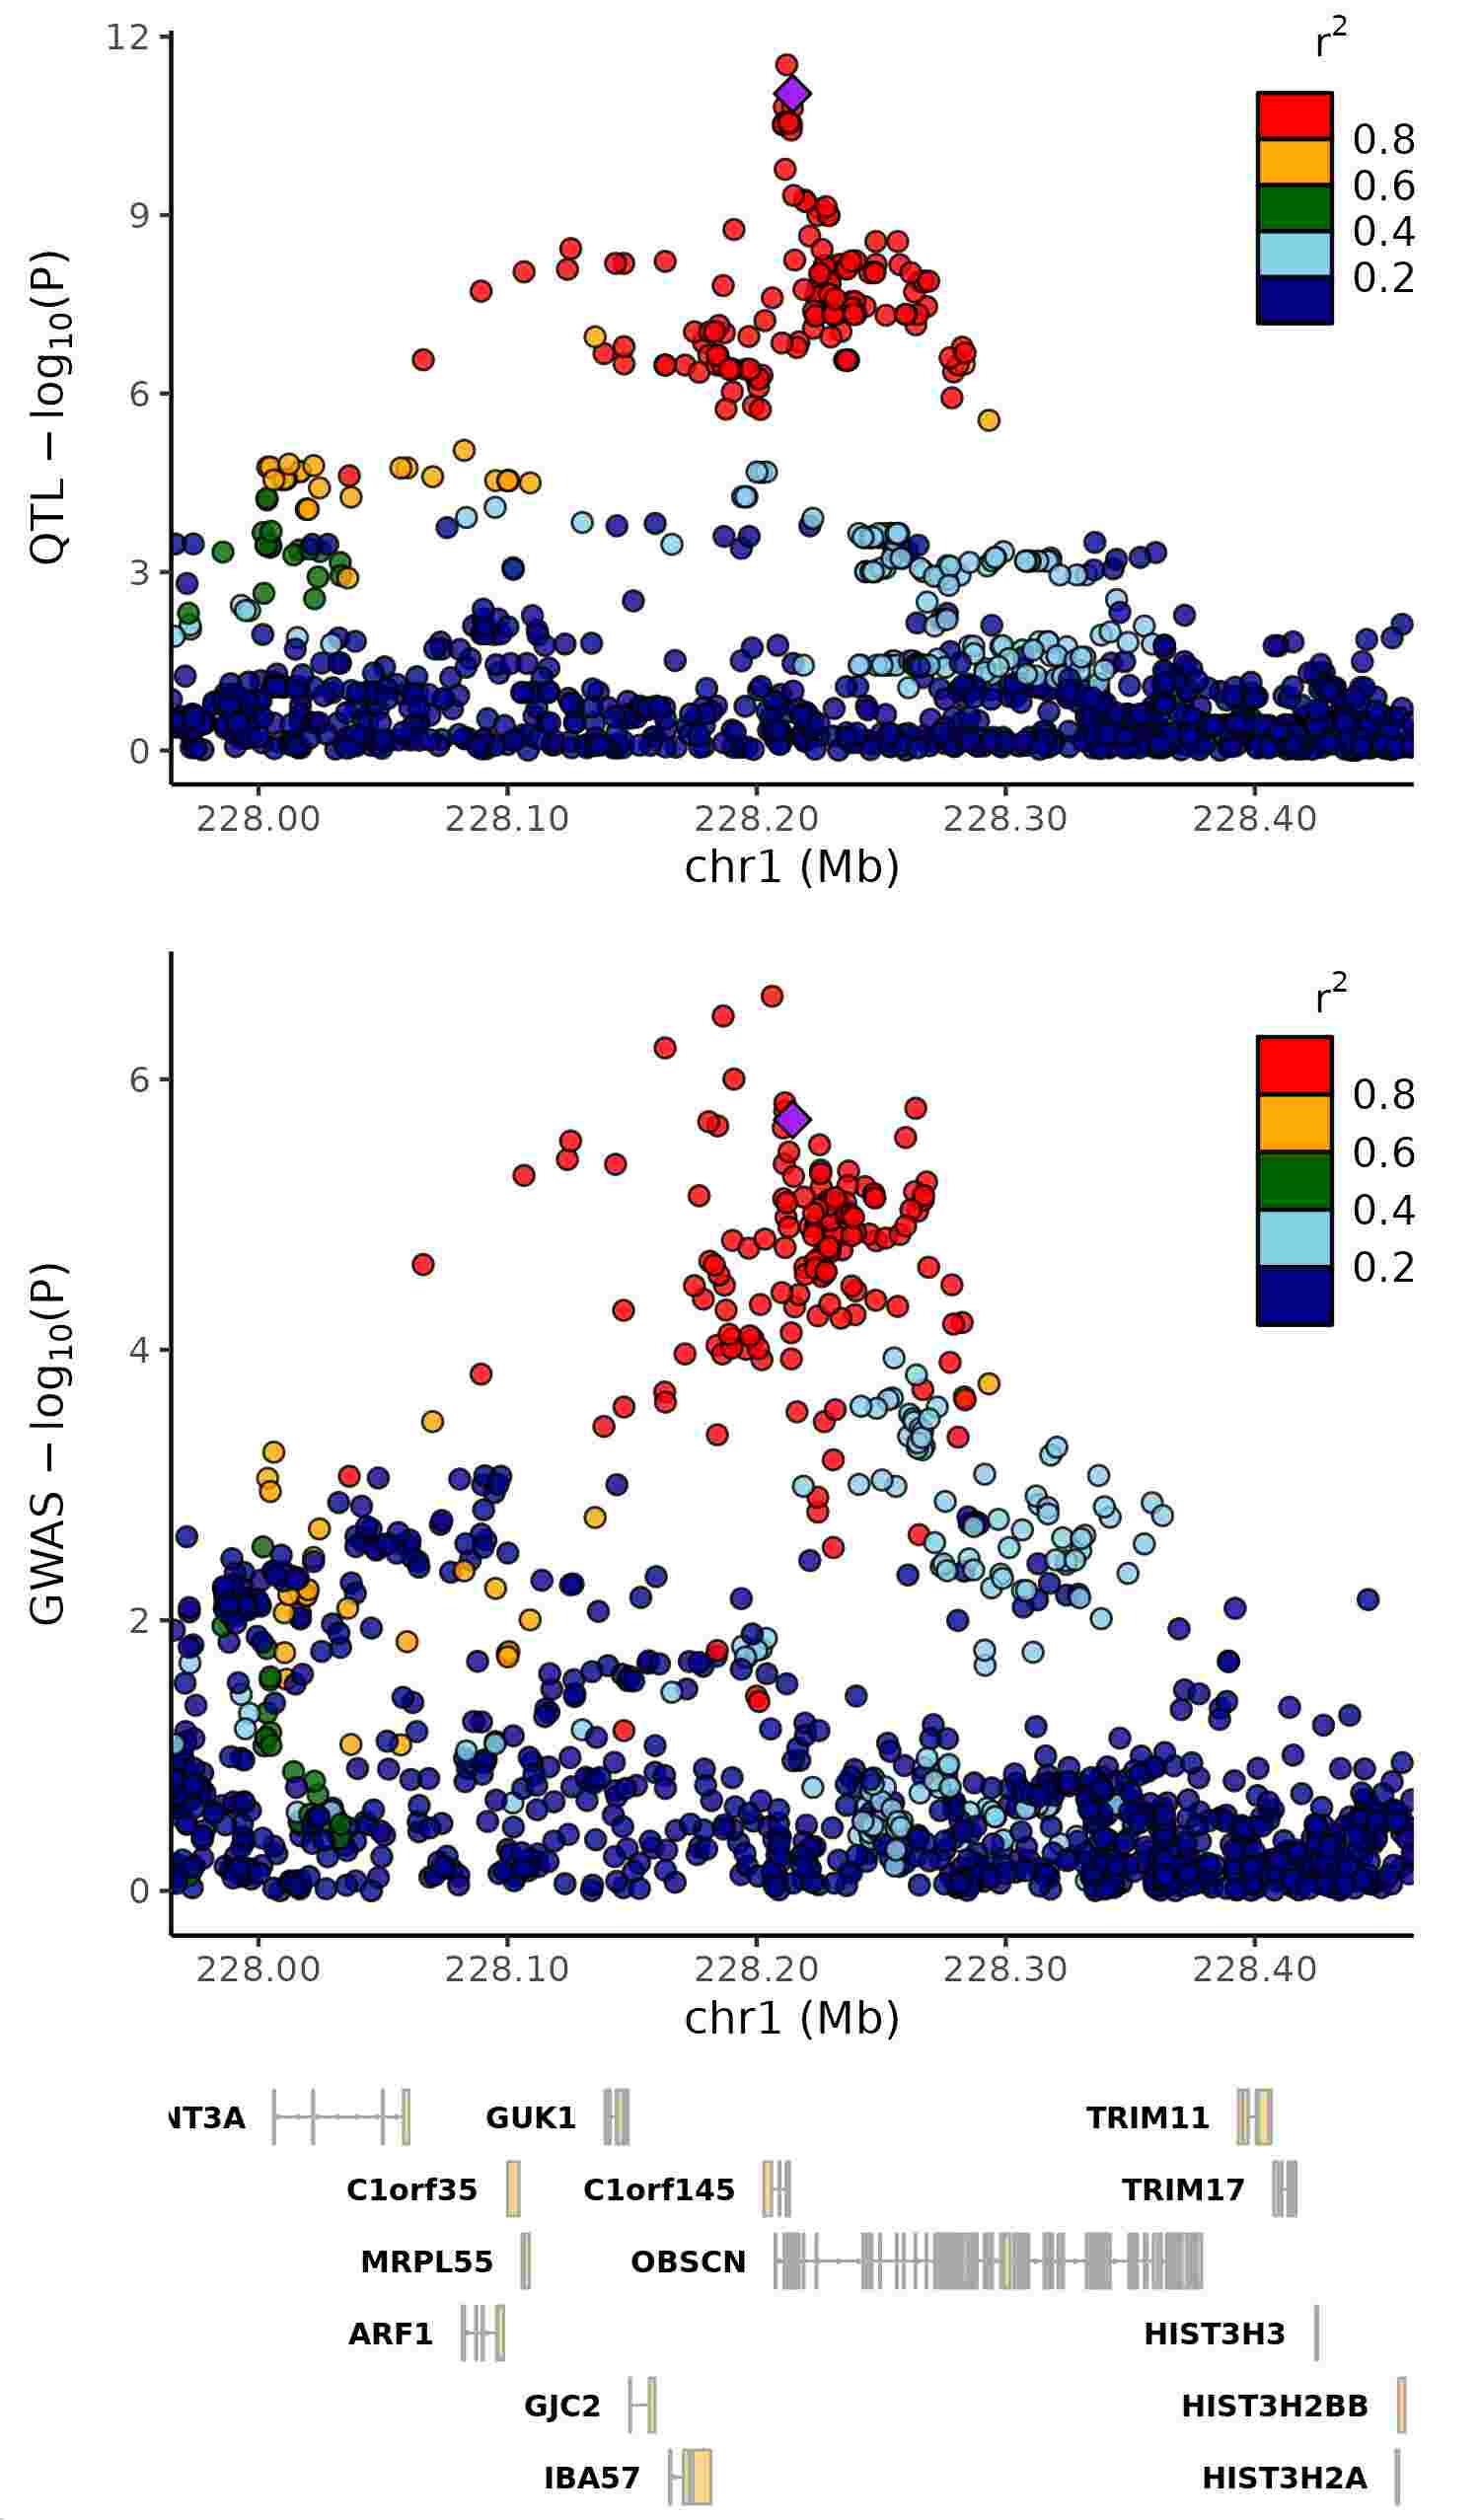 12
r²
0.8
0.6
0.4
0.2
9
6
3
0
QTL − log₁₀(P)
228.00 228.10 228.20 228.30 228.40
chr1 (Mb)
r²
0.8
0.6
0.4
0.2
6
4
2
0
GWAS − log₁₀(P)
228.00 228.10 228.20 228.30 228.40
chr1 (Mb)
NT3A GUK1 TRIM11
C1orf35 C1orf145 TRIM17
MRPL55 OBSCN
ARF1 HIST3H3
GJC2 HIST3H2BB
IBA57 HIST3H2A